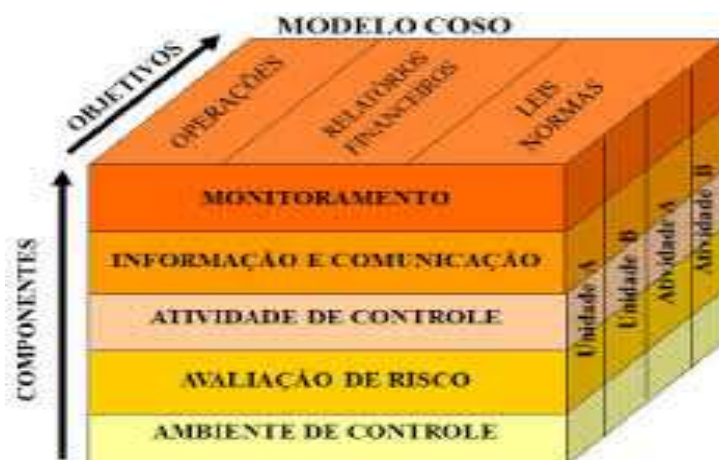 MODELO COSO
OBJETIVOS
OPERAÇÕES
RELATÓRIOS
FINANCEIROS
LEIS
NORMAS
COMPONENTES
MONITORAMENTO
INFORMAÇÃO E COMUNICAÇÃO
ATIVIDADE DE CONTROLE
AVALIAÇÃO DE RISCO
AMBIENTE DE CONTROLE
Unidade A
Unidade B
Atividade A
Atividade B